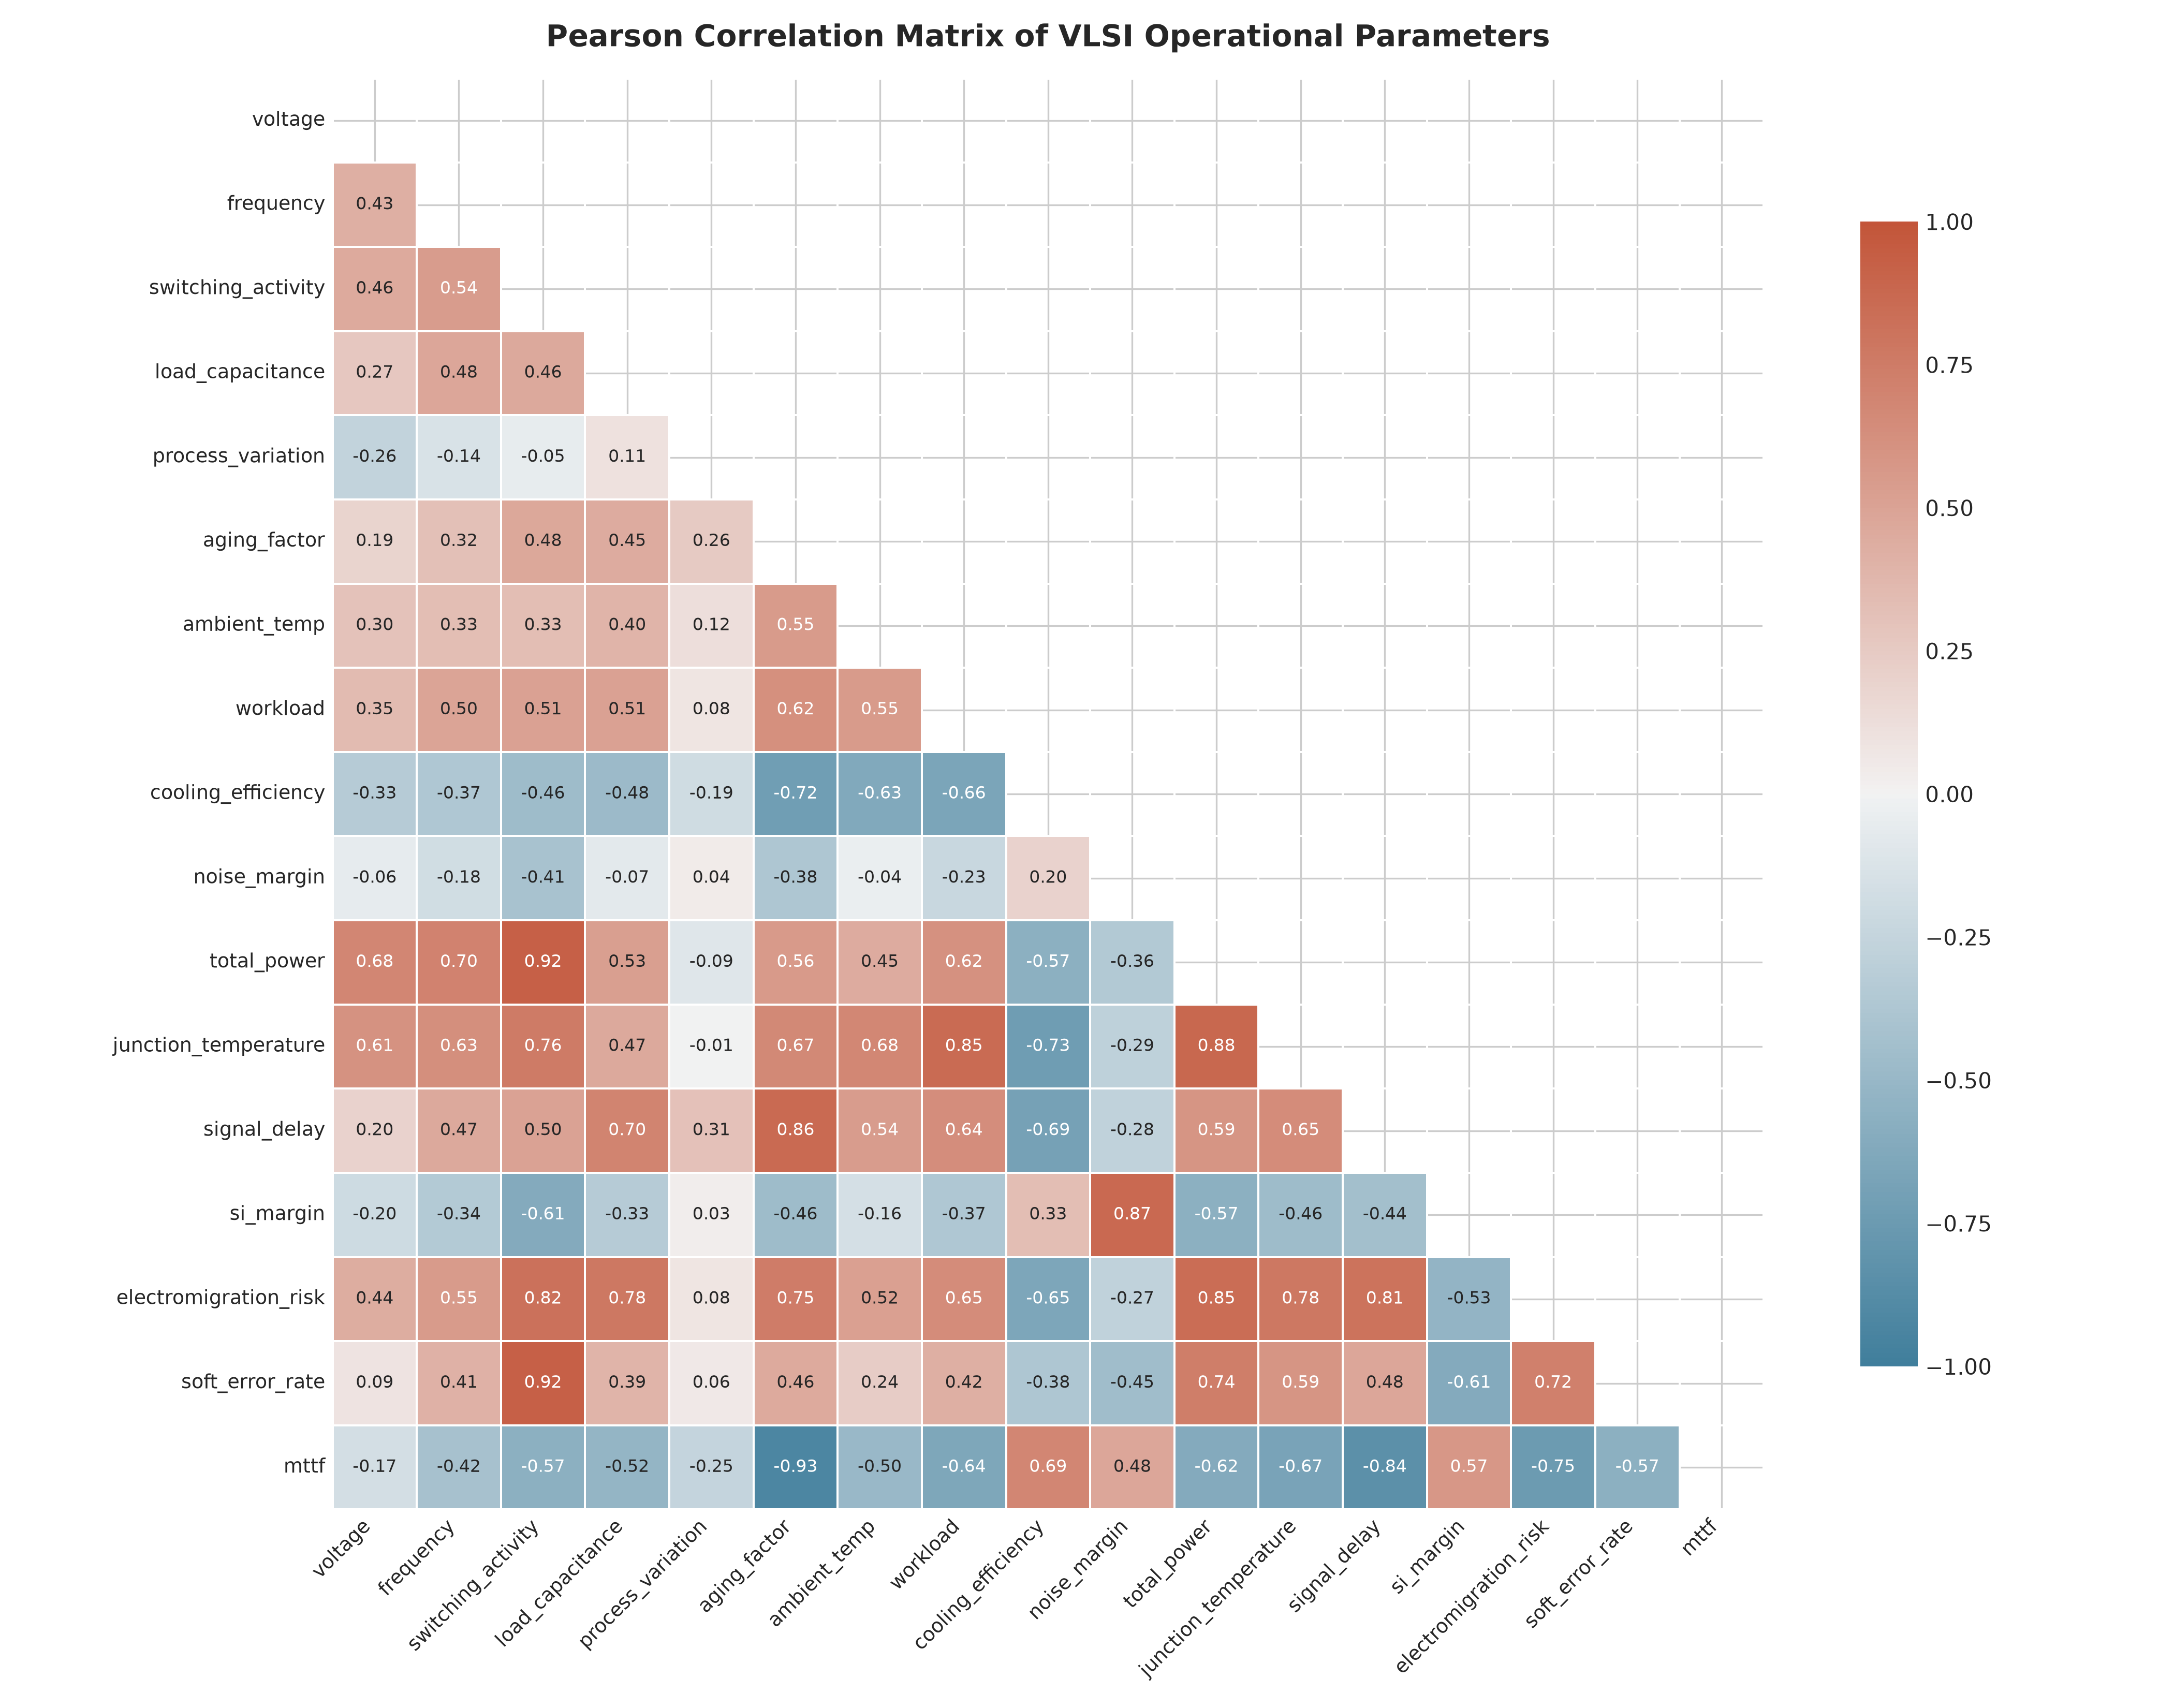 Pearson Correlation Matrix of VLSI Operational Parameters
voltage
frequency 0.43
switching_activity 0.46 0.54
load_capacitance 0.27 0.48 0.46
process_variation -0.26 -0.14 -0.05 0.11
aging_factor 0.19 0.32 0.48 0.45 0.26
ambient_temp 0.30 0.33 0.33 0.40 0.12 0.55
workload 0.35 0.50 0.51 0.51 0.08 0.62 0.55
cooling_efficiency -0.33 -0.37 -0.46 -0.48 -0.19 -0.72 -0.63 -0.66
noise_margin -0.06 -0.18 -0.41 -0.07 0.04 -0.38 -0.04 -0.23 0.20
total_power 0.68 0.70 0.92 0.53 -0.09 0.56 0.45 0.62 -0.57 -0.36
junction_temperature 0.61 0.63 0.76 0.47 -0.01 0.67 0.68 0.85 -0.73 -0.29 0.88
signal_delay 0.20 0.47 0.50 0.70 0.31 0.86 0.54 0.64 -0.69 -0.28 0.59 0.65
si_margin -0.20 -0.34 -0.61 -0.33 0.03 -0.46 -0.16 -0.37 0.33 0.87 -0.57 -0.46 -0.44
electromigration_risk 0.44 0.55 0.82 0.78 0.08 0.75 0.52 0.65 -0.65 -0.27 0.85 0.78 0.81 -0.53
soft_error_rate 0.09 0.41 0.92 0.39 0.06 0.46 0.24 0.42 -0.38 -0.45 0.74 0.59 0.48 -0.61 0.72
mttf -0.17 -0.42 -0.57 -0.52 -0.25 -0.93 -0.50 -0.64 0.69 0.48 -0.62 -0.67 -0.84 0.57 -0.75 -0.57
voltage
frequency
switching_activity
load_capacitance
process_variation
aging_factor
ambient_temp
workload
cooling_efficiency
noise_margin
total_power
junction_temperature
signal_delay
si_margin
electromigration_risk
soft_error_rate
mttf
1.00
0.75
0.50
0.25
0.00
−0.25
−0.50
−0.75
−1.00